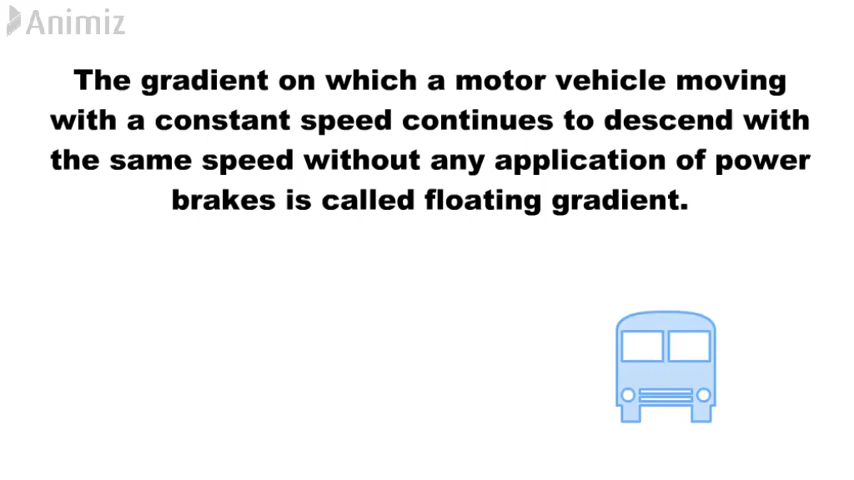 Animiz
The gradient on which a motor vehicle moving
with a constant speed continues to descend with
the same speed without any application of power
brakes is called floating gradient.